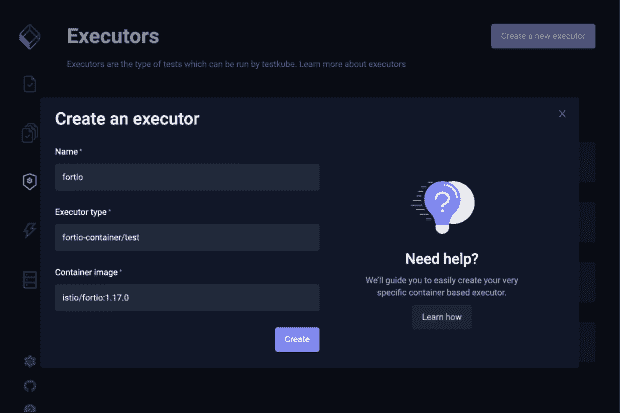 Executors
Create a new executor
Executors are the type of tests which can be run by testkube. Learn more about executors
Create an executor
Name*
fortio
Executor type*
fortio-container/test
Container image*
istio/fortio:1.17.0
Create
?
Need help?
We'll guide you to easily create your very
specific container based executor.
Learn how